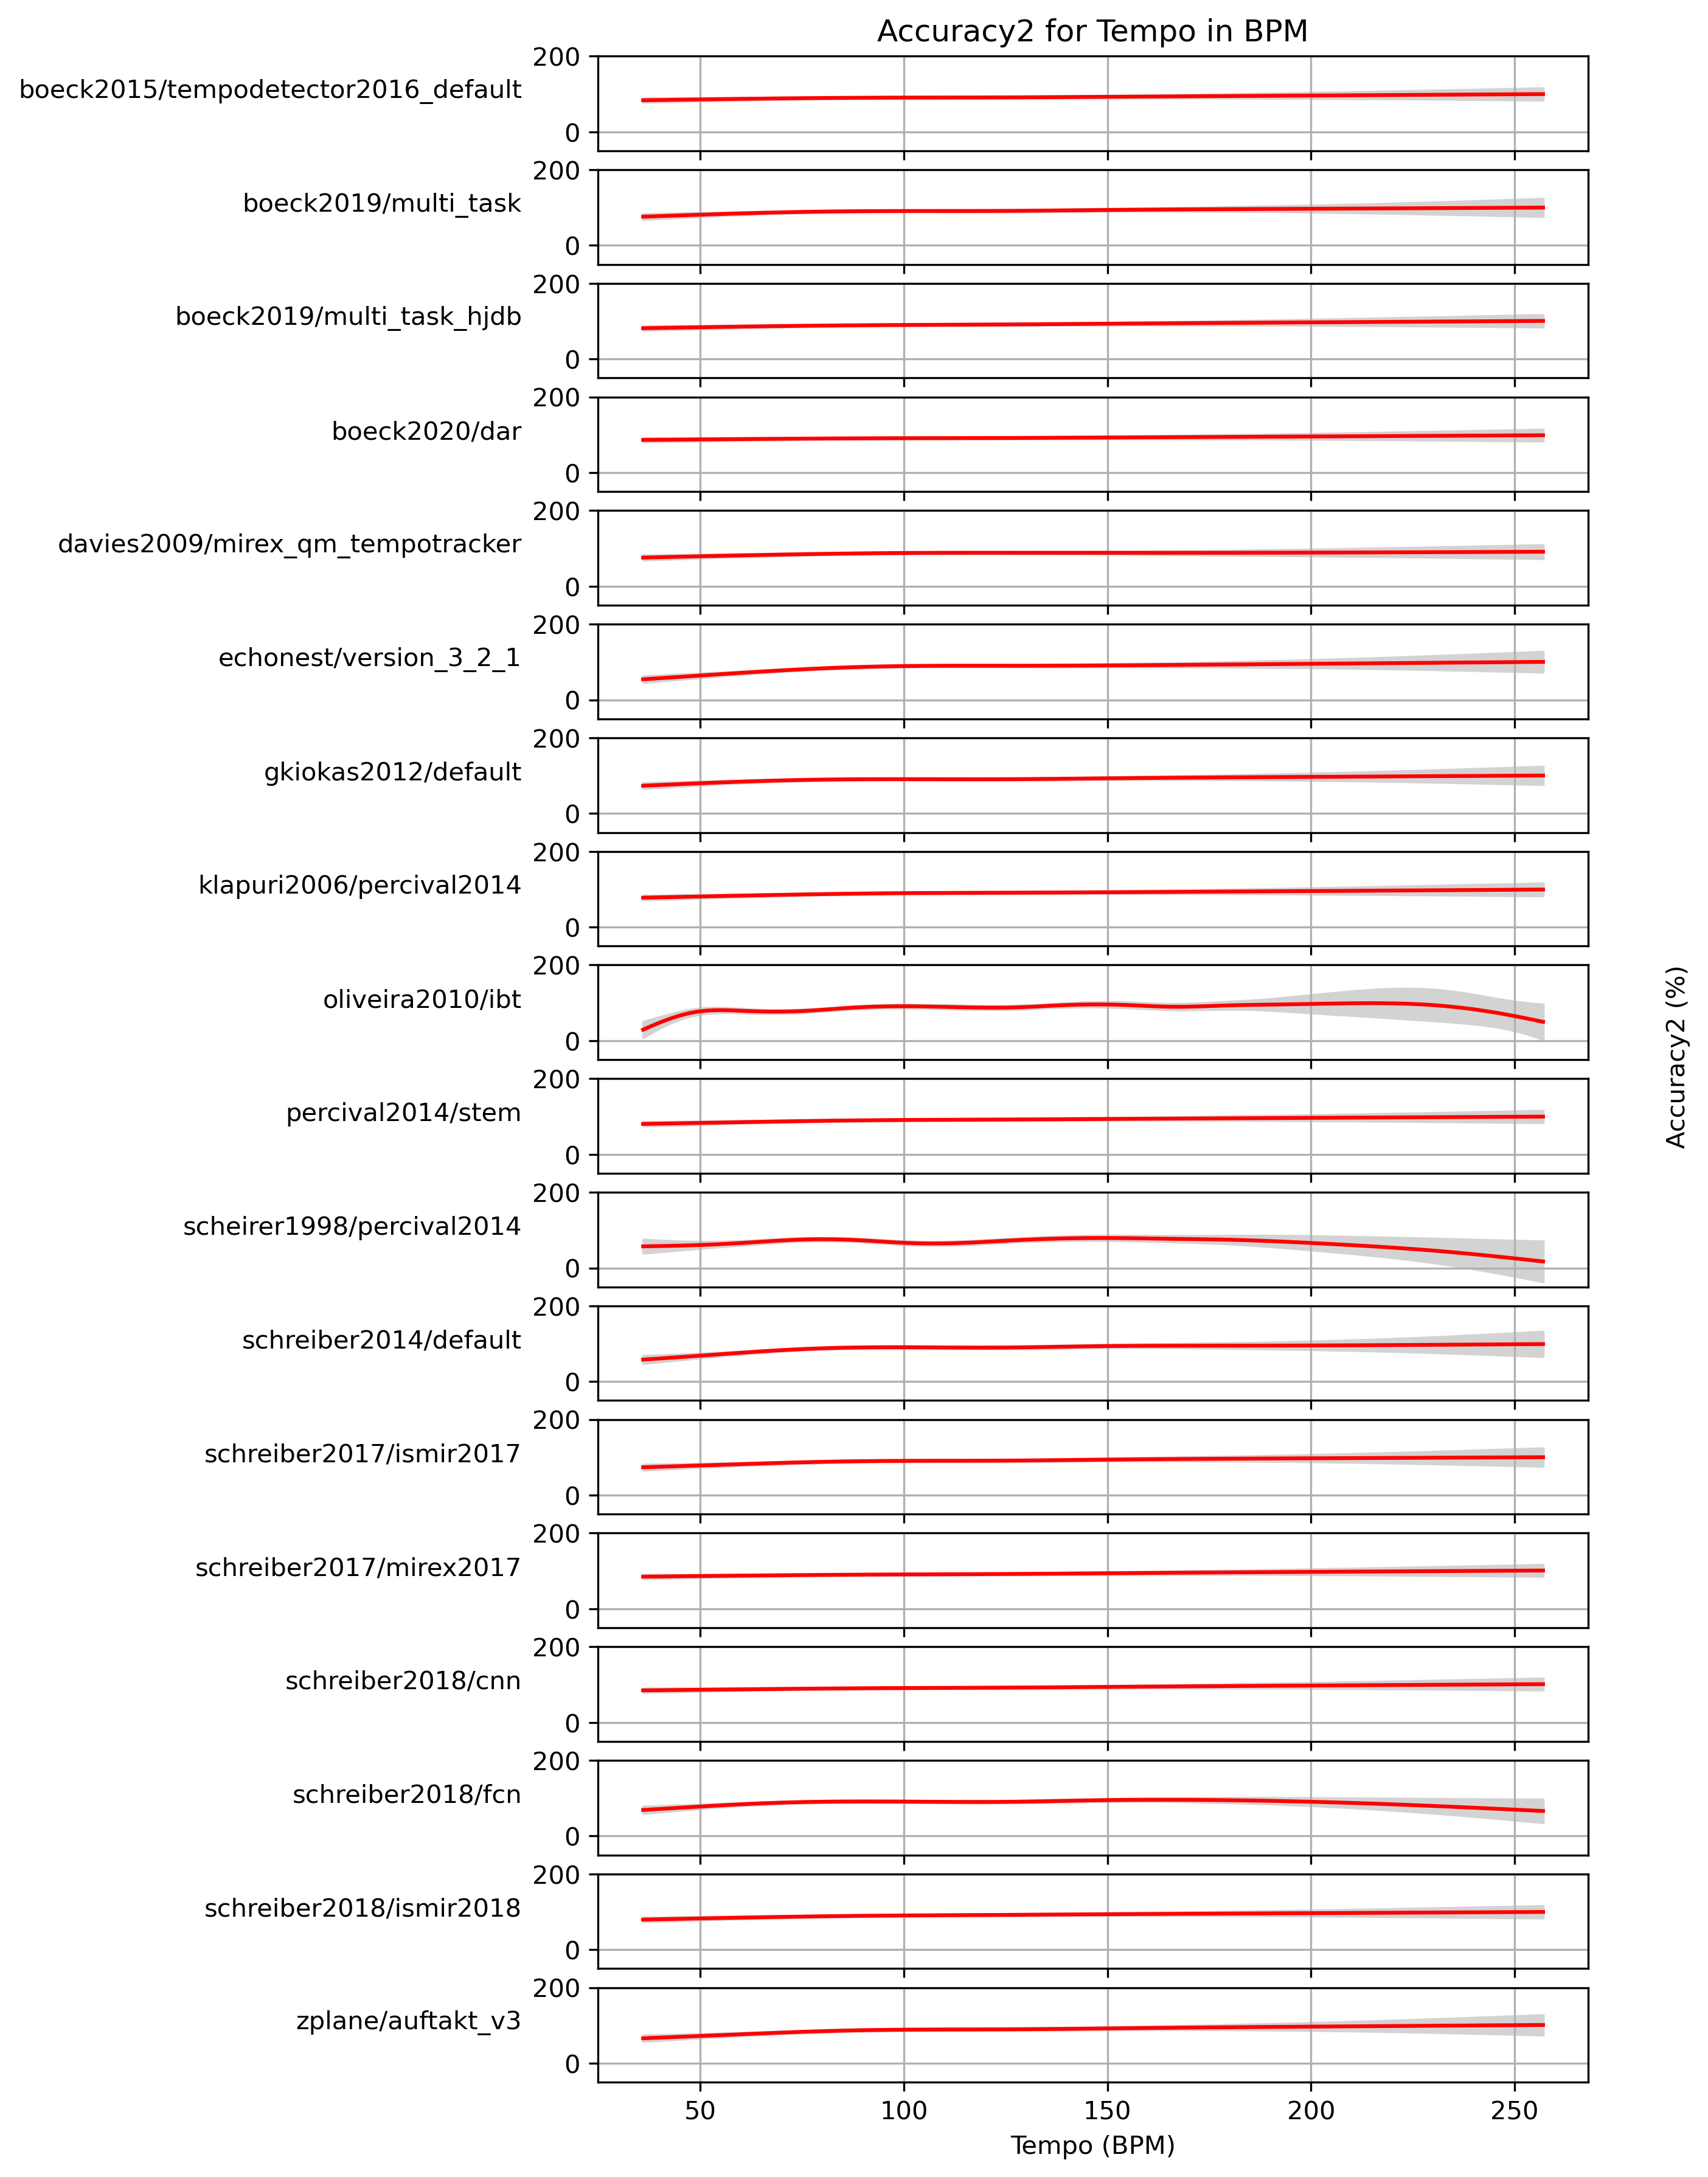 Accuracy2 for Tempo in BPM
200
boeck2015/tempodetector2016_default
0
200
boeck2019/multi_task
0
200
boeck2019/multi_task_hjdb
0
200
boeck2020/dar
0
200
davies2009/mirex_qm_tempotracker
0
200
echonest/version_3_2_1
0
200
gkiokas2012/default
0
200
klapuri2006/percival2014
0
200
oliveira2010/ibt
0
200
percival2014/stem
0
200
scheirer1998/percival2014
0
200
schreiber2014/default
0
200
schreiber2017/ismir2017
0
200
schreiber2017/mirex2017
0
200
schreiber2018/cnn
0
200
schreiber2018/fcn
0
200
schreiber2018/ismir2018
0
200
zplane/auftakt_v3
0
50 100 150 200 250
Tempo (BPM)
Accuracy2 (%)